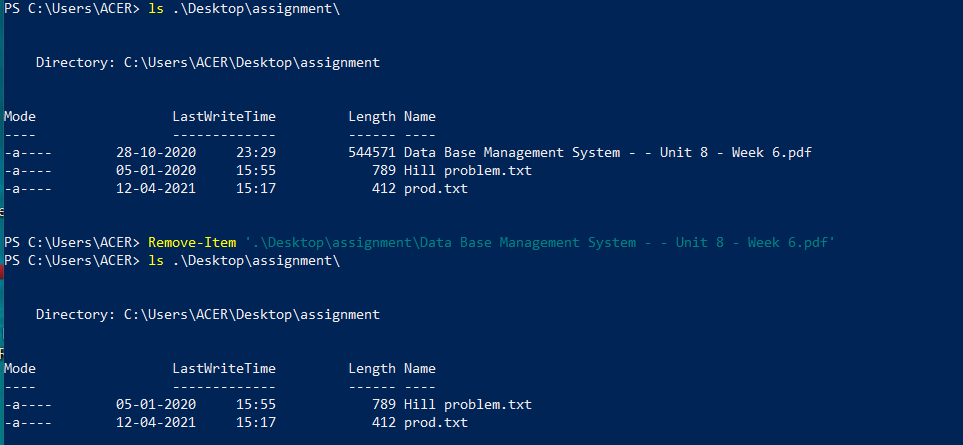 PS C:\Users\ACER> ls .\Desktop\assignment\
Directory: C:\Users\ACER\Desktop\assignment
Mode                 LastWriteTime         Length Name
----                 -------------         ------ ----
-a----        28-10-2020     23:29         544571 Data Base Management System - - Unit 8 - Week 6.pdf
-a----        05-01-2020     15:55            789 Hill problem.txt
-a----        12-04-2021     15:17            412 prod.txt
PS C:\Users\ACER> Remove-Item '.\Desktop\assignment\Data Base Management System - - Unit 8 - Week 6.pdf'
PS C:\Users\ACER> ls .\Desktop\assignment\
Directory: C:\Users\ACER\Desktop\assignment
Mode                 LastWriteTime         Length Name
----                 -------------         ------ ----
-a----        05-01-2020     15:55            789 Hill problem.txt
-a----        12-04-2021     15:17            412 prod.txt